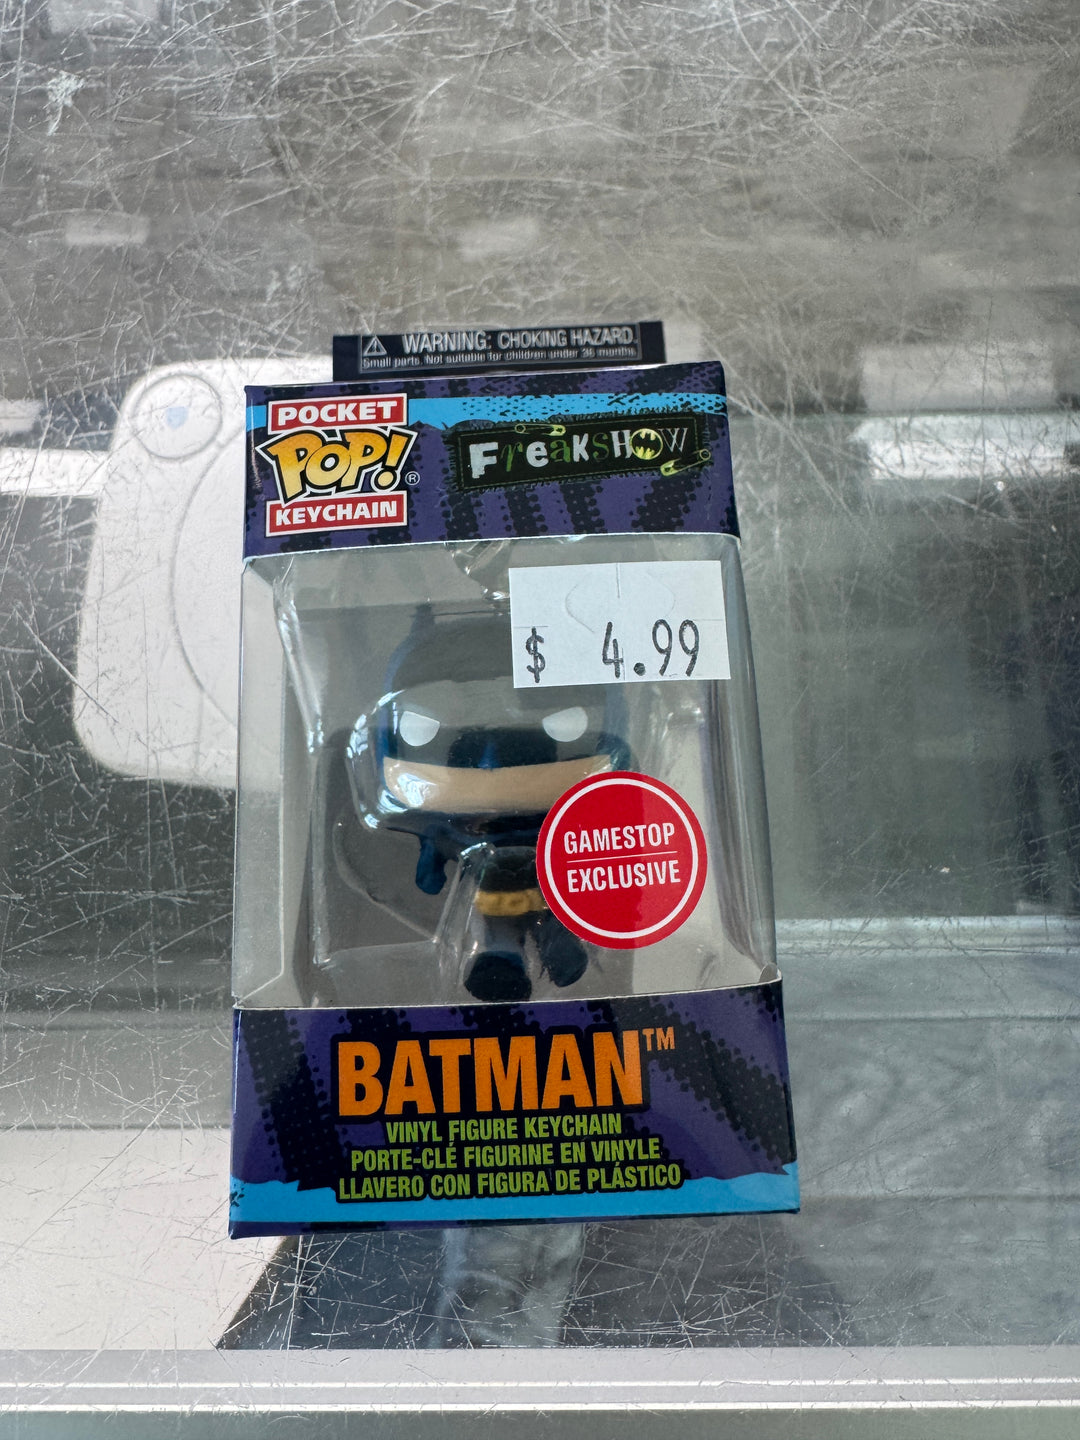 WARNING: CHOKING HAZARD.
Small parts. Not suitable for children under 36 months.
POCKET
POP!®
KEYCHAIN
FreakSHOW
$ 4.99
GAMESTOP
EXCLUSIVE
BATMAN™
VINYL FIGURE KEYCHAIN
PORTE-CLÉ FIGURINE EN VINYLE
LLAVERO CON FIGURA DE PLÁSTICO